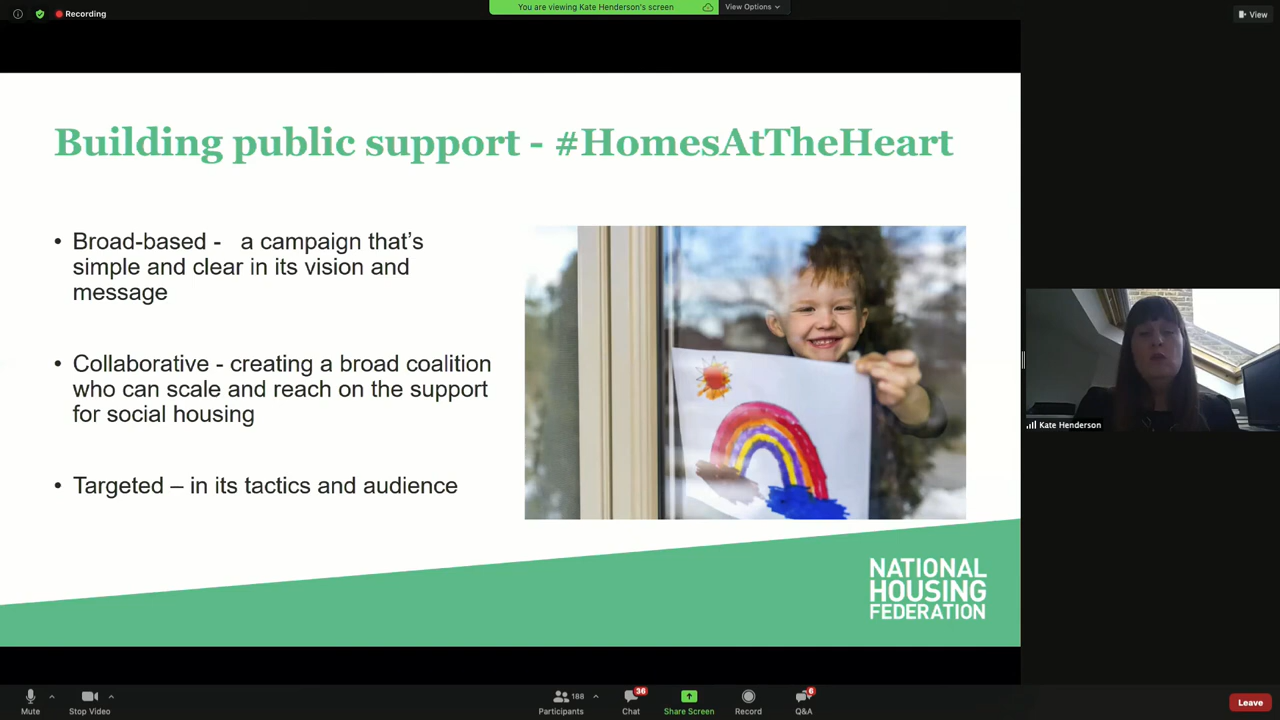 Recording
You are viewing Kate Henderson's screen
View Options
View
Building public support - #HomesAtTheHeart
• Broad-based - a campaign that's
simple and clear in its vision and
message
• Collaborative - creating a broad coalition
who can scale and reach on the support
for social housing
• Targeted – in its tactics and audience
NATIONAL
HOUSING
FEDERATION
Kate Henderson
Mute
Stop Video
188
Participants
36
Chat
Share Screen
Record
6
Q&A
Leave